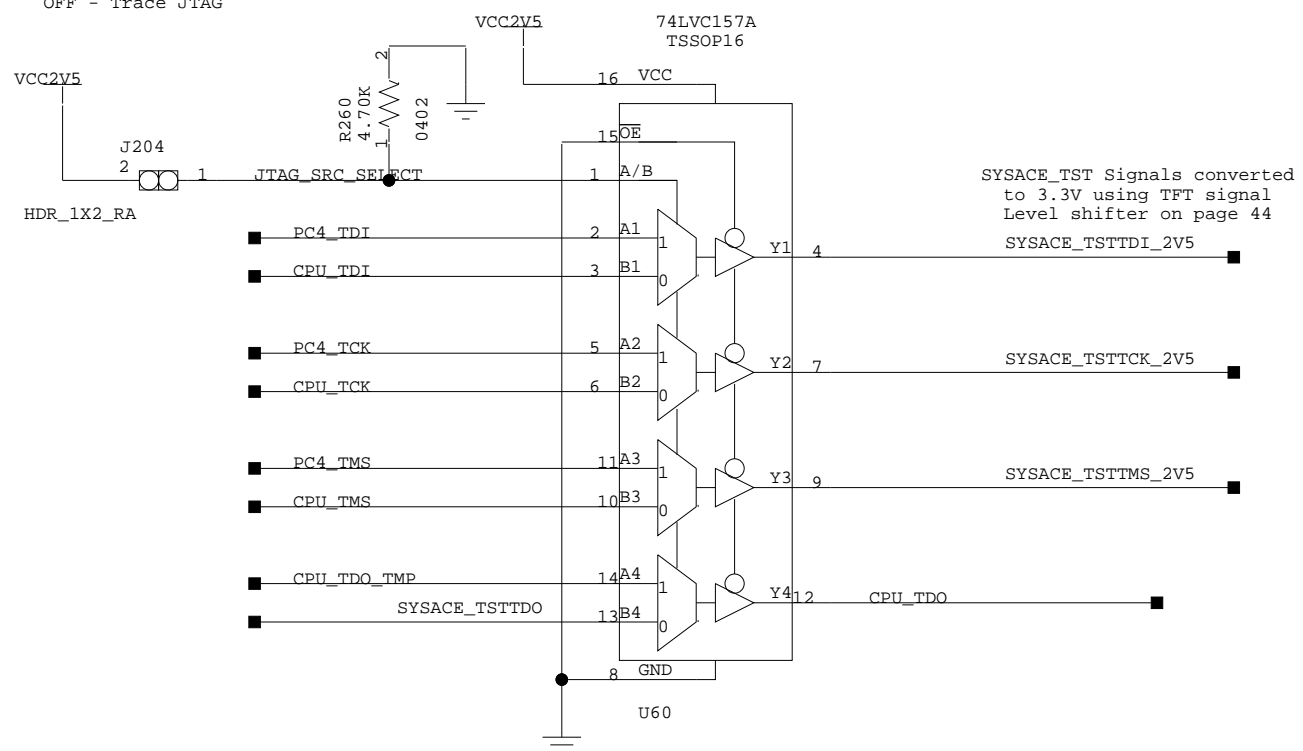 OFF - Trace JTAG
VCC2V5
74LVC157A
TSSOP16
VCC2V5
2
R260
4.70K
0402
1
16 VCC
15 OE
J204
2
1 JTAG_SRC_SELECT
1 A/B
HDR_1X2_RA
SYSACE_TST Signals converted
to 3.3V using TFT signal
Level shifter on page 44
PC4_TDI 2 A1 1
CPU_TDI 3 B1 0
Y1 4 SYSACE_TSTTDI_2V5
PC4_TCK 5 A2 1
CPU_TCK 6 B2 0
Y2 7 SYSACE_TSTTCK_2V5
PC4_TMS 11 A3 1
CPU_TMS 10 B3 0
Y3 9 SYSACE_TSTTMS_2V5
CPU_TDO_TMP 14 A4 1
SYSACE_TSTTDO 13 B4 0
Y4 12 CPU_TDO
8 GND
U60